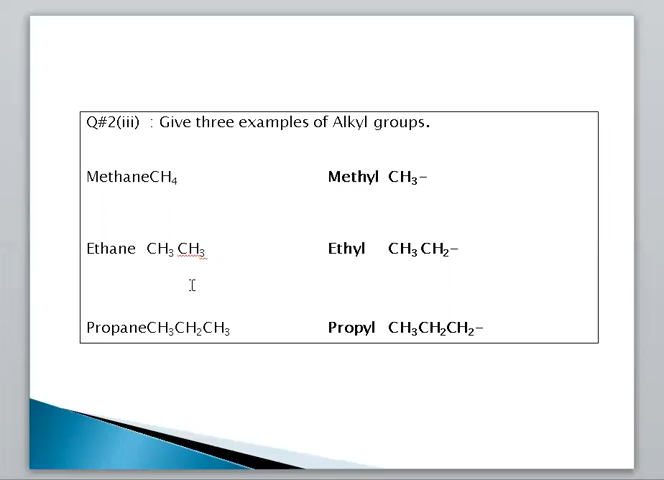 Q#2(iii) : Give three examples of Alkyl groups.
MethaneCH₄ Methyl CH₃−
Ethane CH₃ CH₃ Ethyl CH₃ CH₂−
PropaneCH₃CH₂CH₃ Propyl CH₃CH₂CH₂−